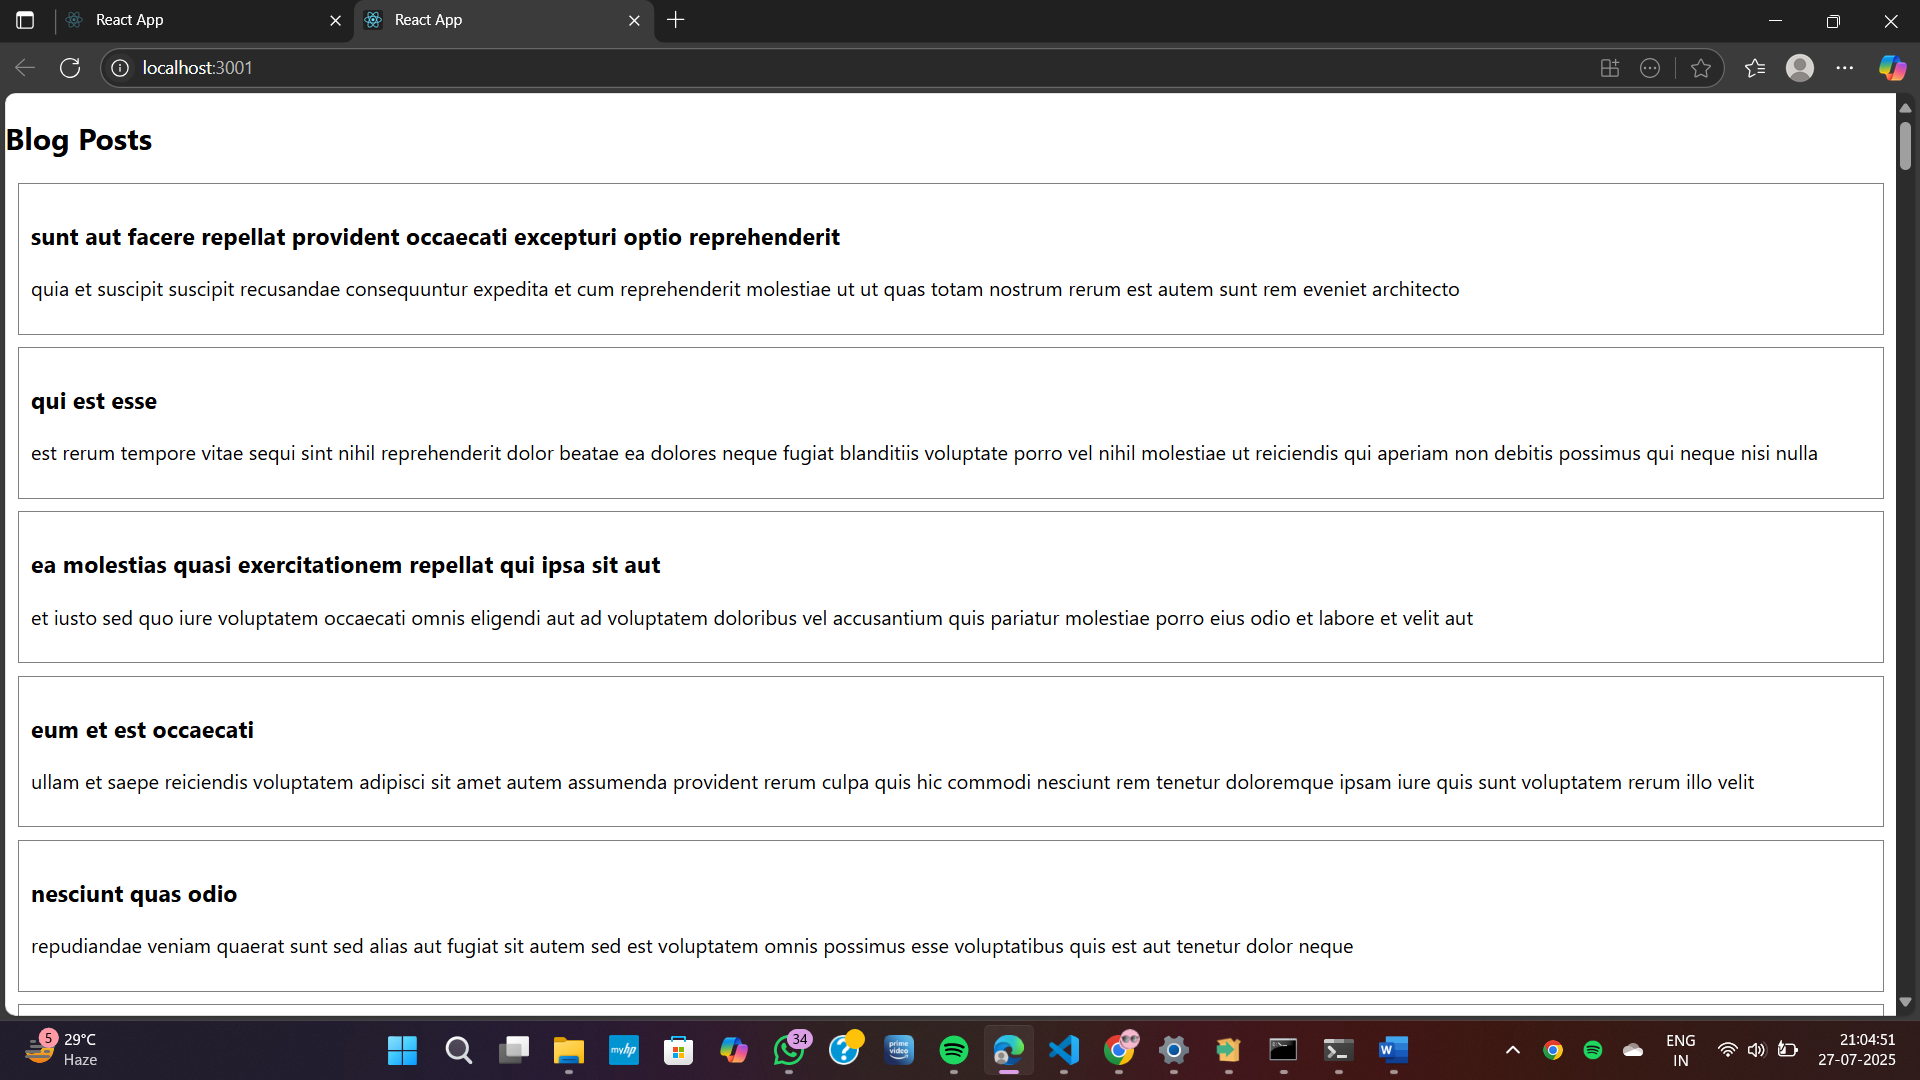 React App
React App
localhost:3001
Blog Posts
sunt aut facere repellat provident occaecati excepturi optio reprehenderit
quia et suscipit suscipit recusandae consequuntur expedita et cum reprehenderit molestiae ut ut quas totam nostrum rerum est autem sunt rem eveniet architecto
qui est esse
est rerum tempore vitae sequi sint nihil reprehenderit dolor beatae ea dolores neque fugiat blanditiis voluptate porro vel nihil molestiae ut reiciendis qui aperiam non debitis possimus qui neque nisi nulla
ea molestias quasi exercitationem repellat qui ipsa sit aut
et iusto sed quo iure voluptatem occaecati omnis eligendi aut ad voluptatem doloribus vel accusantium quis pariatur molestiae porro eius odio et labore et velit aut
eum et est occaecati
ullam et saepe reiciendis voluptatem adipisci sit amet autem assumenda provident rerum culpa quis hic commodi nesciunt rem tenetur doloremque ipsam iure quis sunt voluptatem rerum illo velit
nesciunt quas odio
repudiandae veniam quaerat sunt sed alias aut fugiat sit autem sed est voluptatem omnis possimus esse voluptatibus quis est aut tenetur dolor neque
5
29°C
Haze
myhp
34
prime
video
W
ENG
IN
21:04:51
27-07-2025